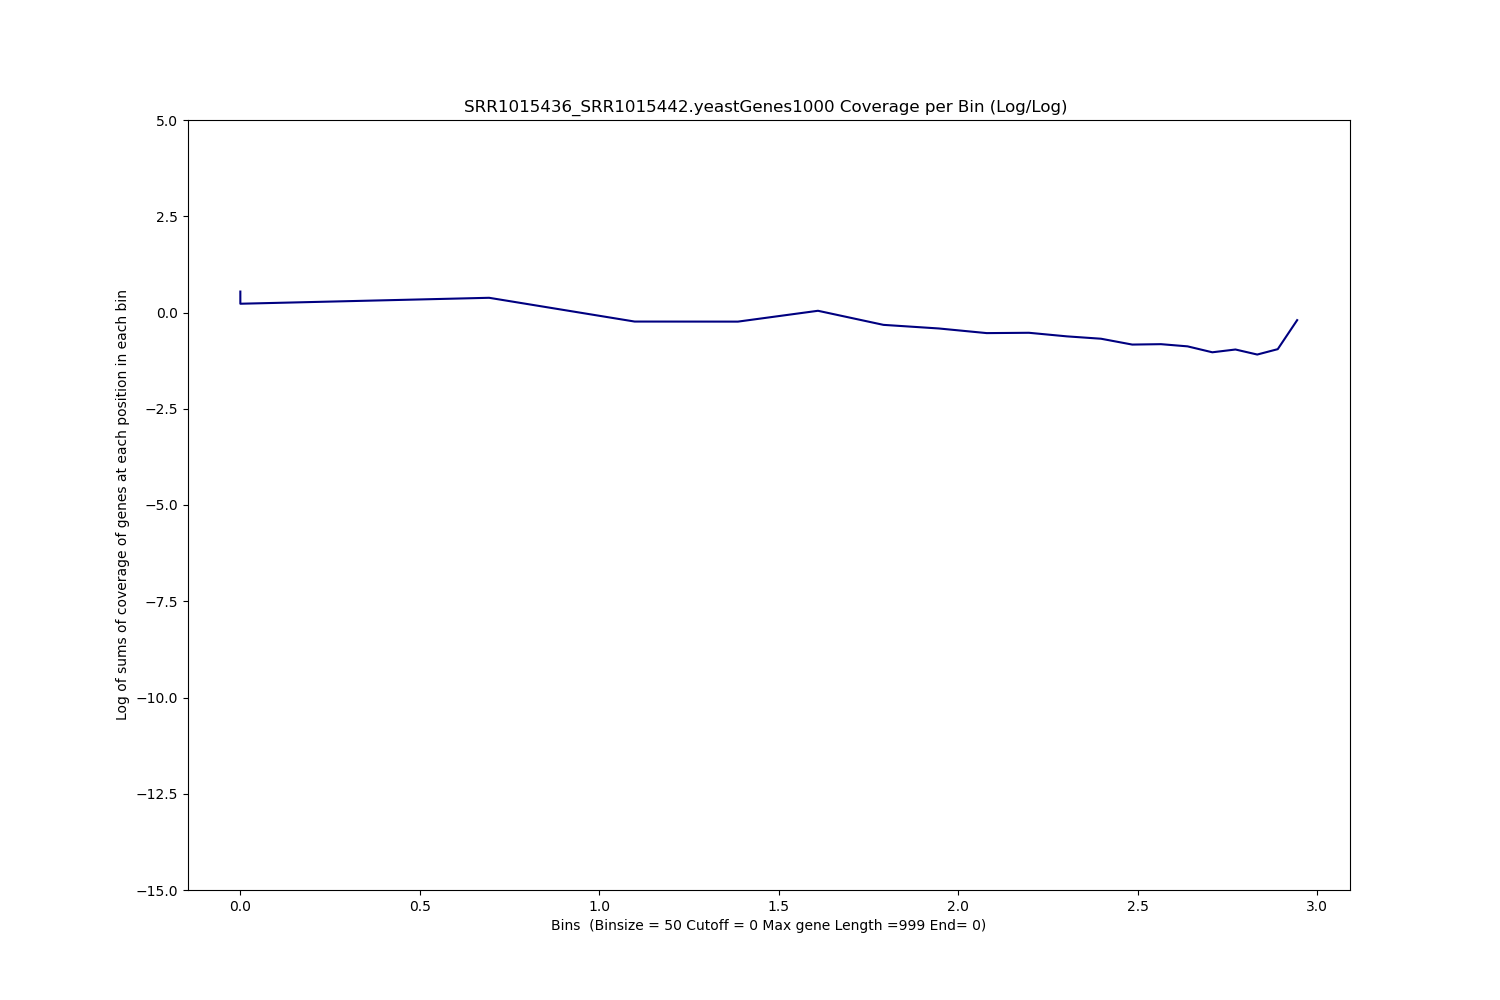 SRR1015436_SRR1015442.yeastGenes1000 Coverage per Bin (Log/Log)
Log of sums of coverage of genes at each position in each bin
5.0
2.5
0.0
−2.5
−5.0
−7.5
−10.0
−12.5
−15.0
0.0 0.5 1.0 1.5 2.0 2.5 3.0
Bins  (Binsize = 50 Cutoff = 0 Max gene Length =999 End= 0)